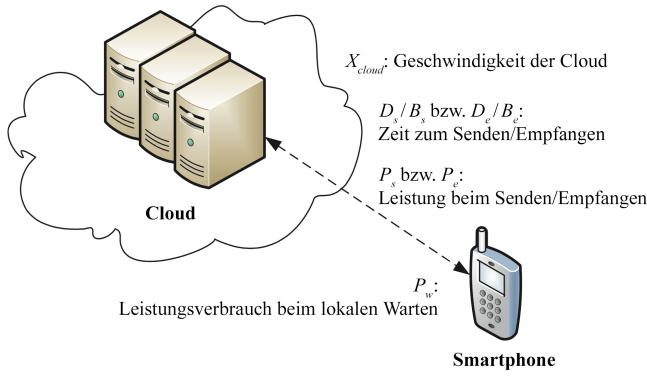 X_cloud: Geschwindigkeit der Cloud
D_s/B_s bzw. D_e/B_e:
Zeit zum Senden/Empfangen
P_s bzw. P_e:
Leistung beim Senden/Empfangen
Cloud
P_w:
Leistungsverbrauch beim lokalen Warten
Smartphone